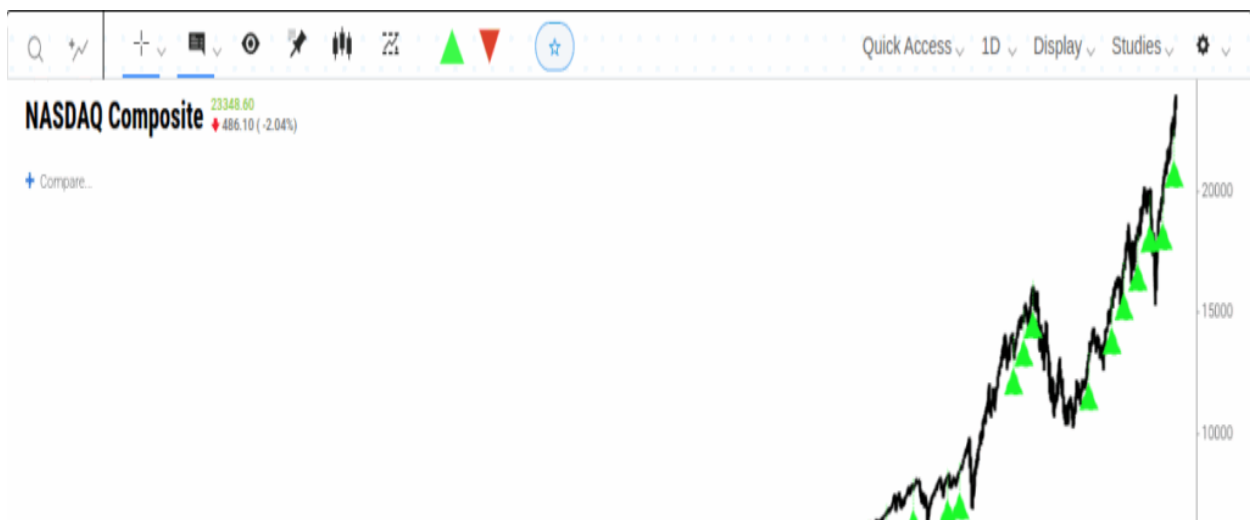 Quick Access 1D Display Studies
NASDAQ Composite 23348.60
486.10 ( -2.04%)
+ Compare...
20000
15000
10000